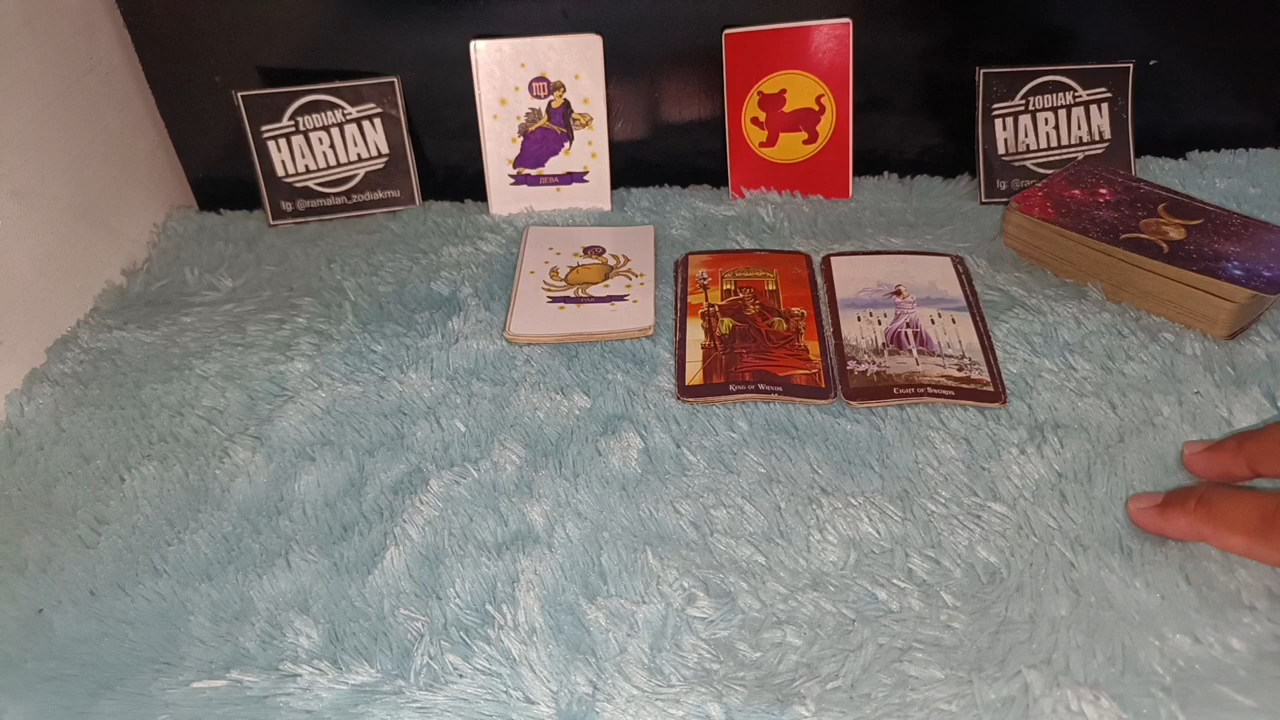 ZODIAK
HARIAN
Ig: @ramalan_zodiakmu
ДЕВА
ZODIAK
HARIAN
РАК
KING OF WANDS
EIGHT OF SWORDS